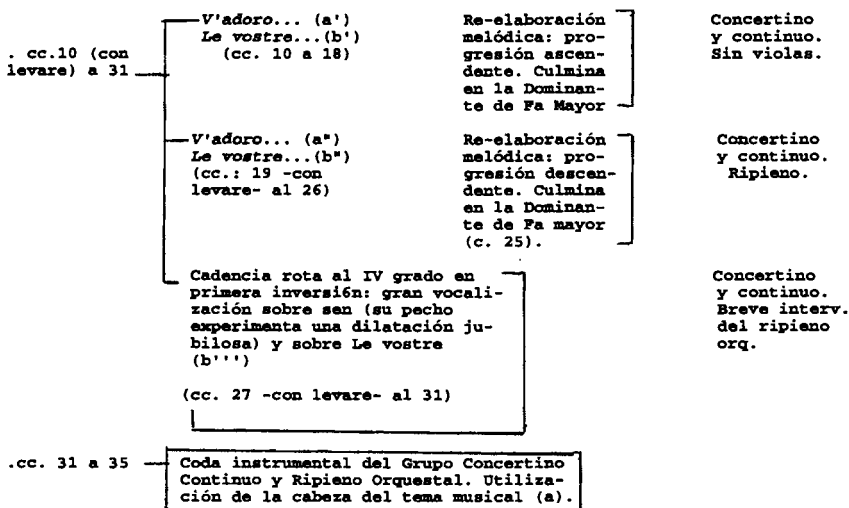 V'adoro... (a')
Le vostre...(b')
(cc. 10 a 18)
Re-elaboración
melódica: pro-
gresión ascen-
dente. Culmina
en la Dominan-
te de Fa Mayor
Concertino
y continuo.
Sin violas.
. cc.10 (con
levare) a 31
V'adoro... (a")
Le vostre...(b")
(cc.: 19 -con
levare- al 26)
Re-elaboración
melódica: pro-
gresión descen-
dente. Culmina
en la Dominan-
te de Fa mayor
(c. 25).
Concertino
y continuo.
Ripieno.
Cadencia rota al IV grado en
primera inversión: gran vocali-
zación sobre sen (su pecho
experimenta una dilatación ju-
bilosa) y sobre Le vostre
(b''')
(cc. 27 -con levare- al 31)
Concertino
y continuo.
Breve interv.
del ripieno
orq.
.cc. 31 a 35
Coda instrumental del Grupo Concertino
Continuo y Ripieno Orquestal. Utiliza-
ción de la cabeza del tema musical (a).